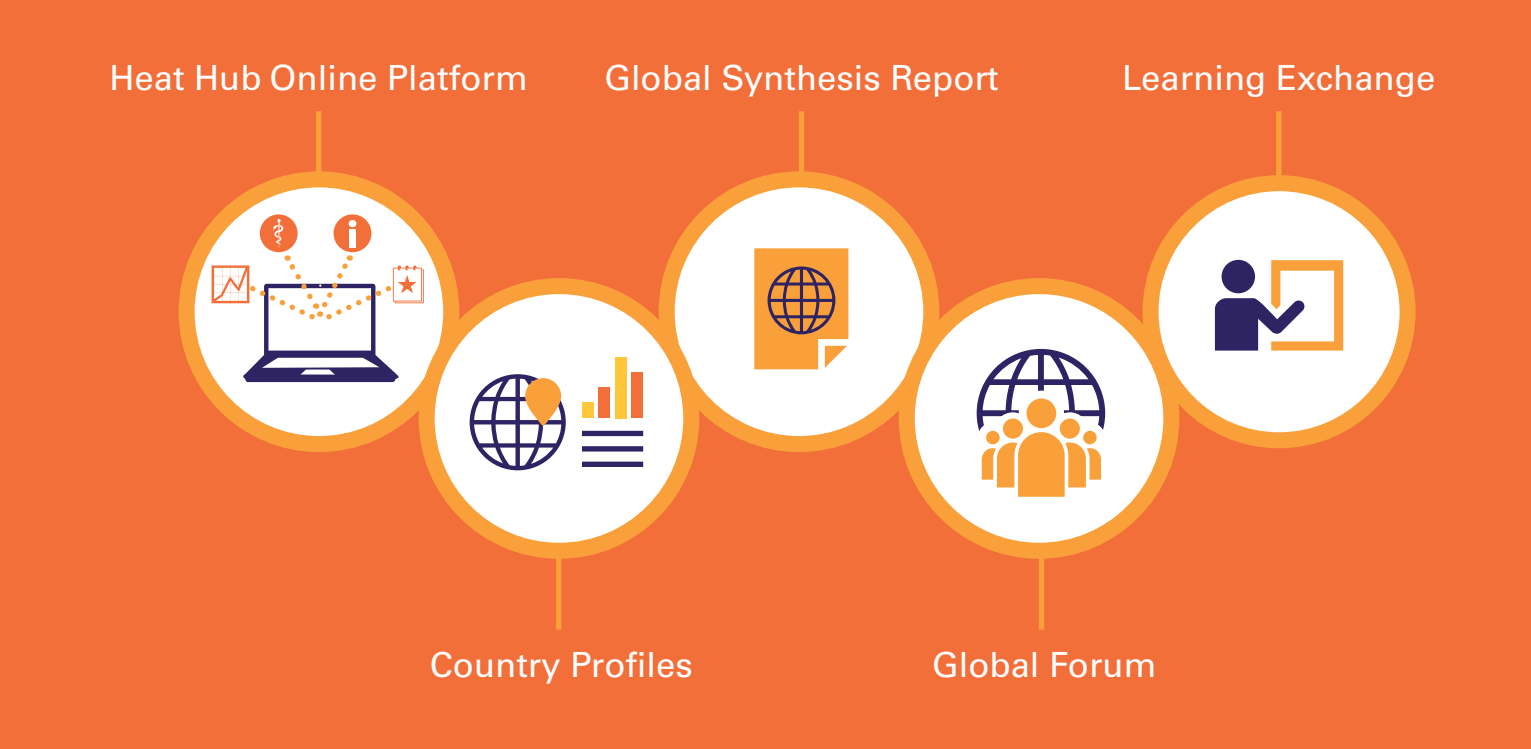 Heat Hub Online Platform
Global Synthesis Report
Learning Exchange
Country Profiles
Global Forum